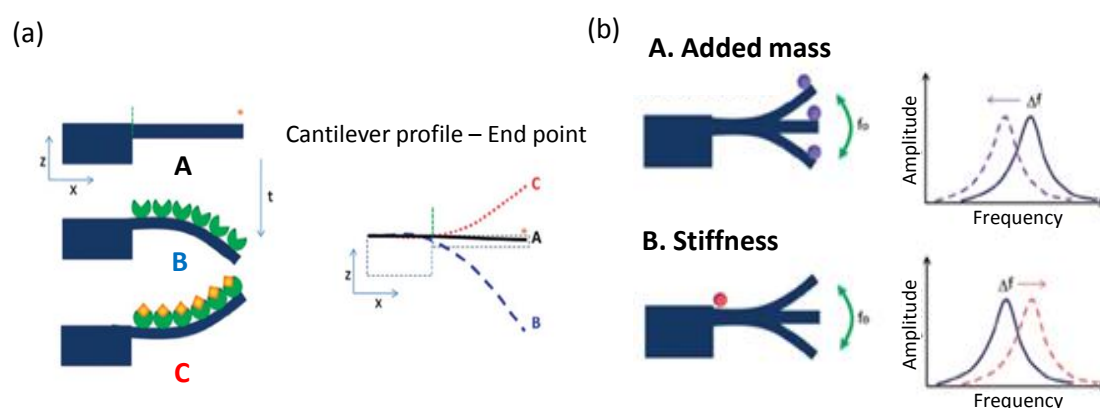 (a)
A
z
x
t
B
C
Cantilever profile – End point
C
A
B
z
x
(b)
A. Added mass
f₀
Δf
Amplitude
Frequency
B. Stiffness
f₀
Δf
Amplitude
Frequency